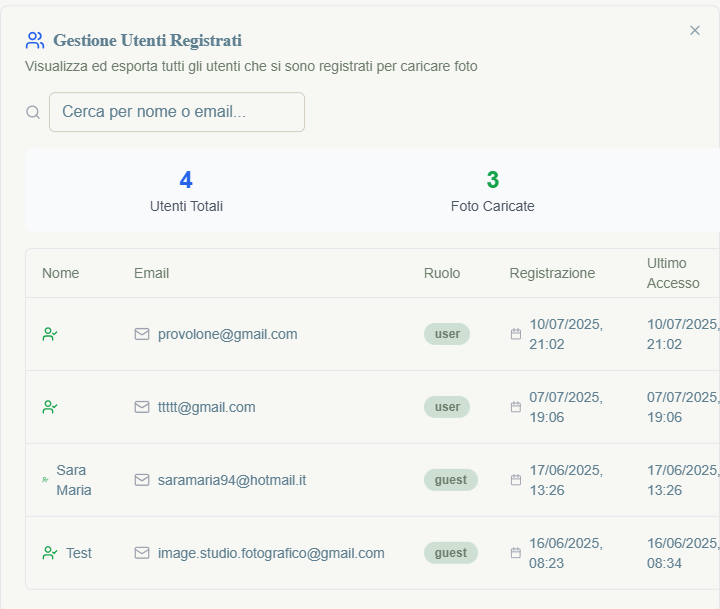 Gestione Utenti Registrati
Visualizza ed esporta tutti gli utenti che si sono registrati per caricare foto
Cerca per nome o email...
4
Utenti Totali
3
Foto Caricate
Nome Email Ruolo Registrazione Ultimo Accesso
provolone@gmail.com user 10/07/2025, 21:02 10/07/2025, 21:02
ttttt@gmail.com user 07/07/2025, 19:06 07/07/2025, 19:06
Sara Maria saramaria94@hotmail.it guest 17/06/2025, 13:26 17/06/2025, 13:26
Test image.studio.fotografico@gmail.com guest 16/06/2025, 08:23 16/06/2025, 08:34